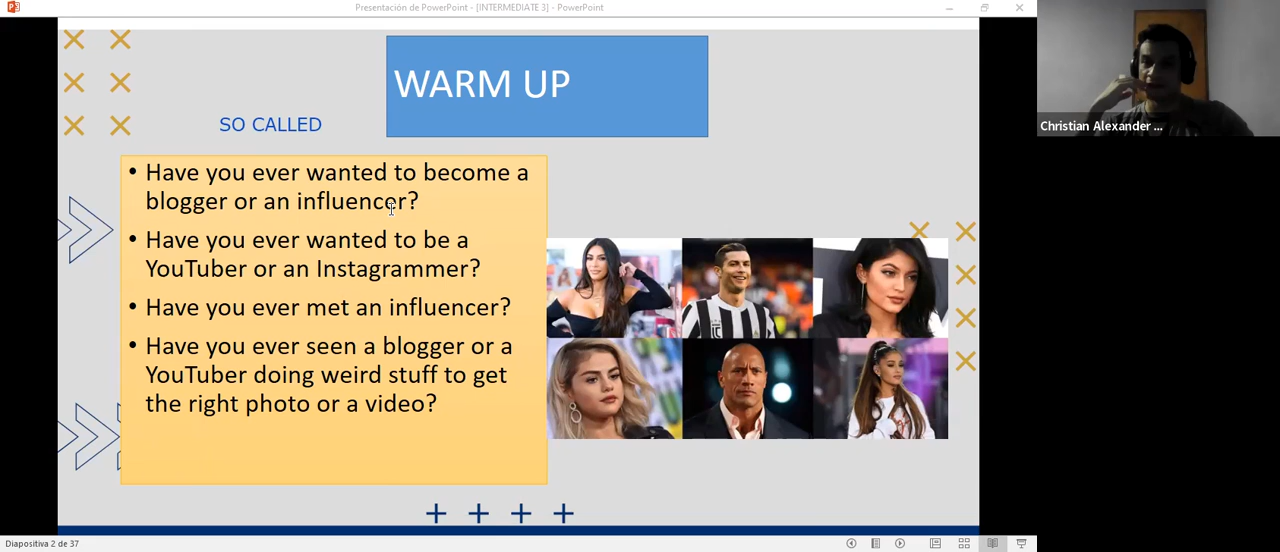 Presentación de PowerPoint - [INTERMEDIATE 3] - PowerPoint
WARM UP
SO CALLED
• Have you ever wanted to become a
blogger or an influencer?
• Have you ever wanted to be a
YouTuber or an Instagrammer?
• Have you ever met an influencer?
• Have you ever seen a blogger or a
YouTuber doing weird stuff to get
the right photo or a video?
Christian Alexander ...
Diapositiva 2 de 37